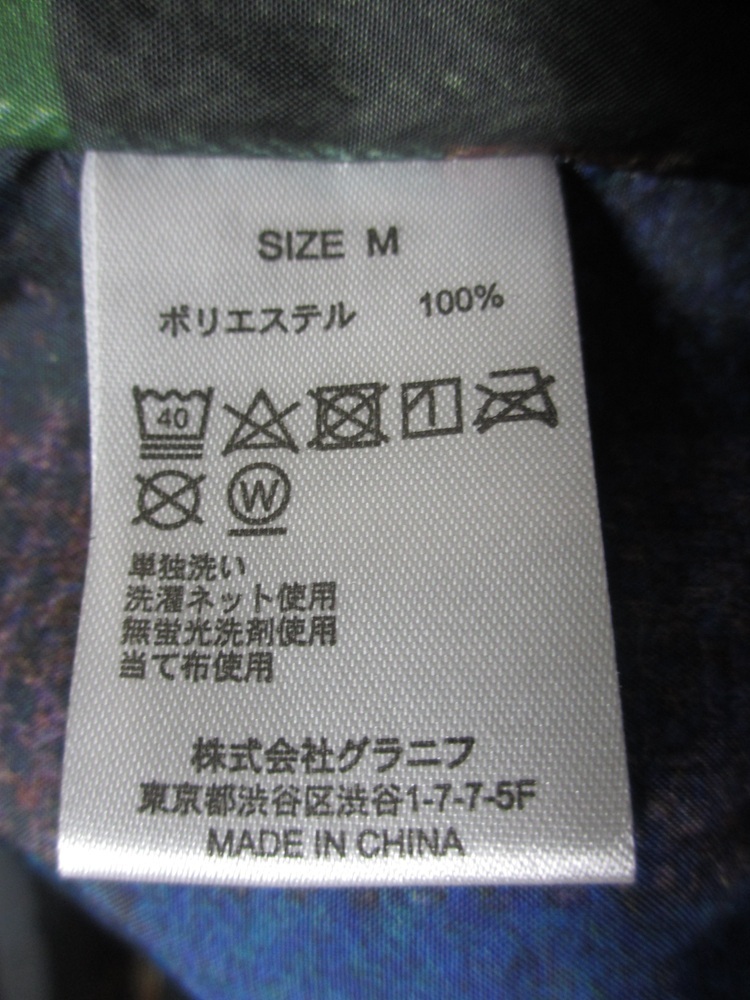 SIZE M
ポリエステル 100%
40
W
単独洗い
洗濯ネット使用
無蛍光洗剤使用
当て布使用
株式会社グラニフ
東京都渋谷区渋谷1-7-7-5F
MADE IN CHINA